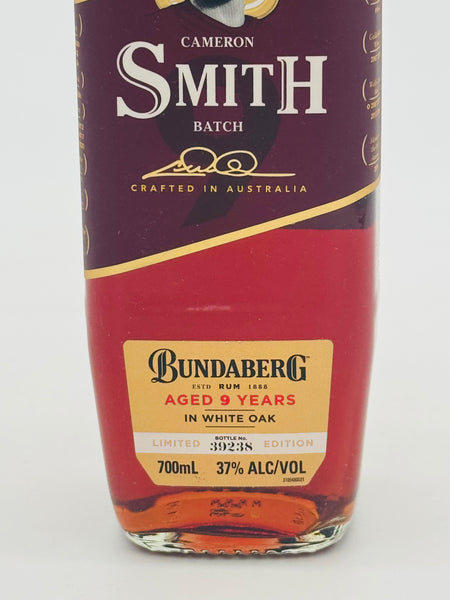 CAMERON
SMITH
BATCH
CRAFTED IN AUSTRALIA
BUNDABERG
ESTD RUM 1888
AGED 9 YEARS
IN WHITE OAK
BOTTLE No.
LIMITED 39238 EDITION
700mL 37% ALC/VOL